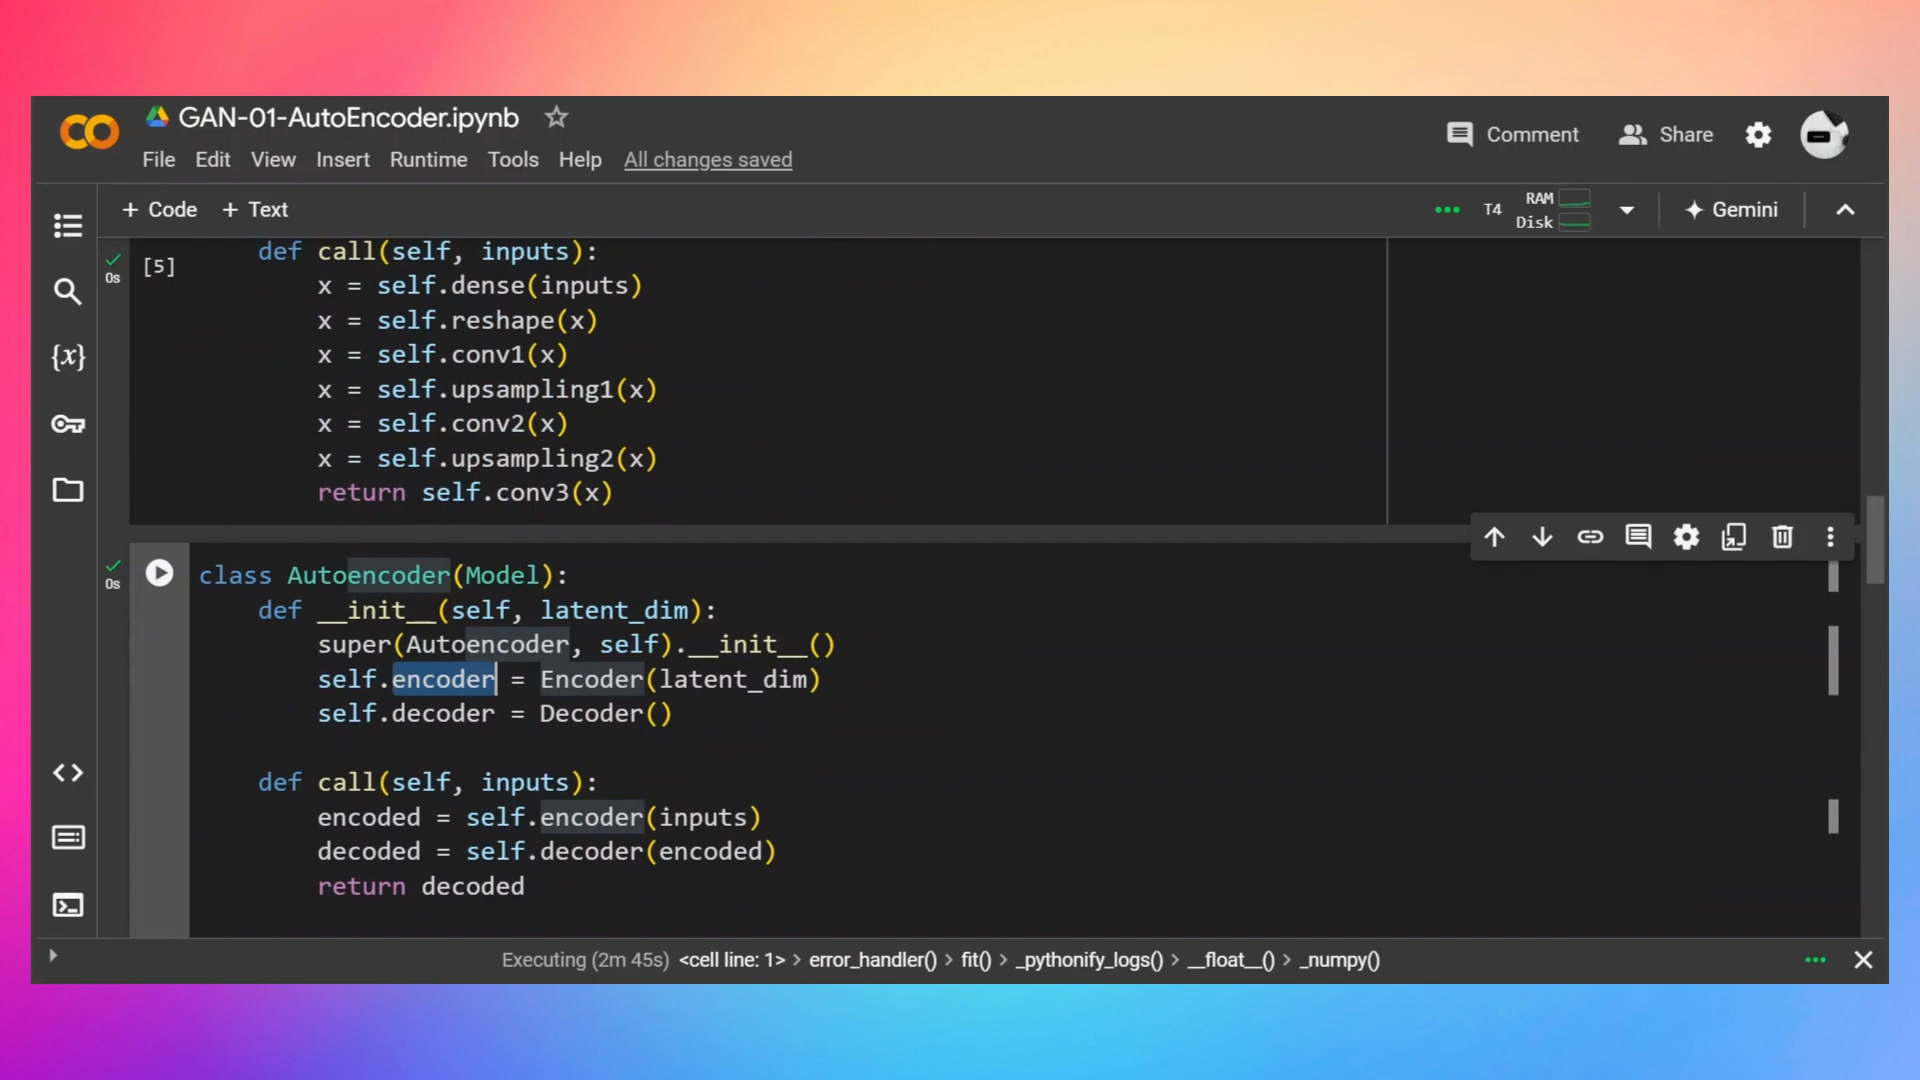 GAN-01-AutoEncoder.ipynb
File Edit View Insert Runtime Tools Help All changes saved
Comment Share
+ Code + Text
T4 RAM Disk Gemini
0s
[5]
def call(self, inputs):
x = self.dense(inputs)
x = self.reshape(x)
x = self.conv1(x)
x = self.upsampling1(x)
x = self.conv2(x)
x = self.upsampling2(x)
return self.conv3(x)
0s
class Autoencoder(Model):
def __init__(self, latent_dim):
super(Autoencoder, self).__init__()
self.encoder = Encoder(latent_dim)
self.decoder = Decoder()
def call(self, inputs):
encoded = self.encoder(inputs)
decoded = self.decoder(encoded)
return decoded
Executing (2m 45s) <cell line: 1> > error_handler() > fit() > _pythonify_logs() > __float__() > _numpy()